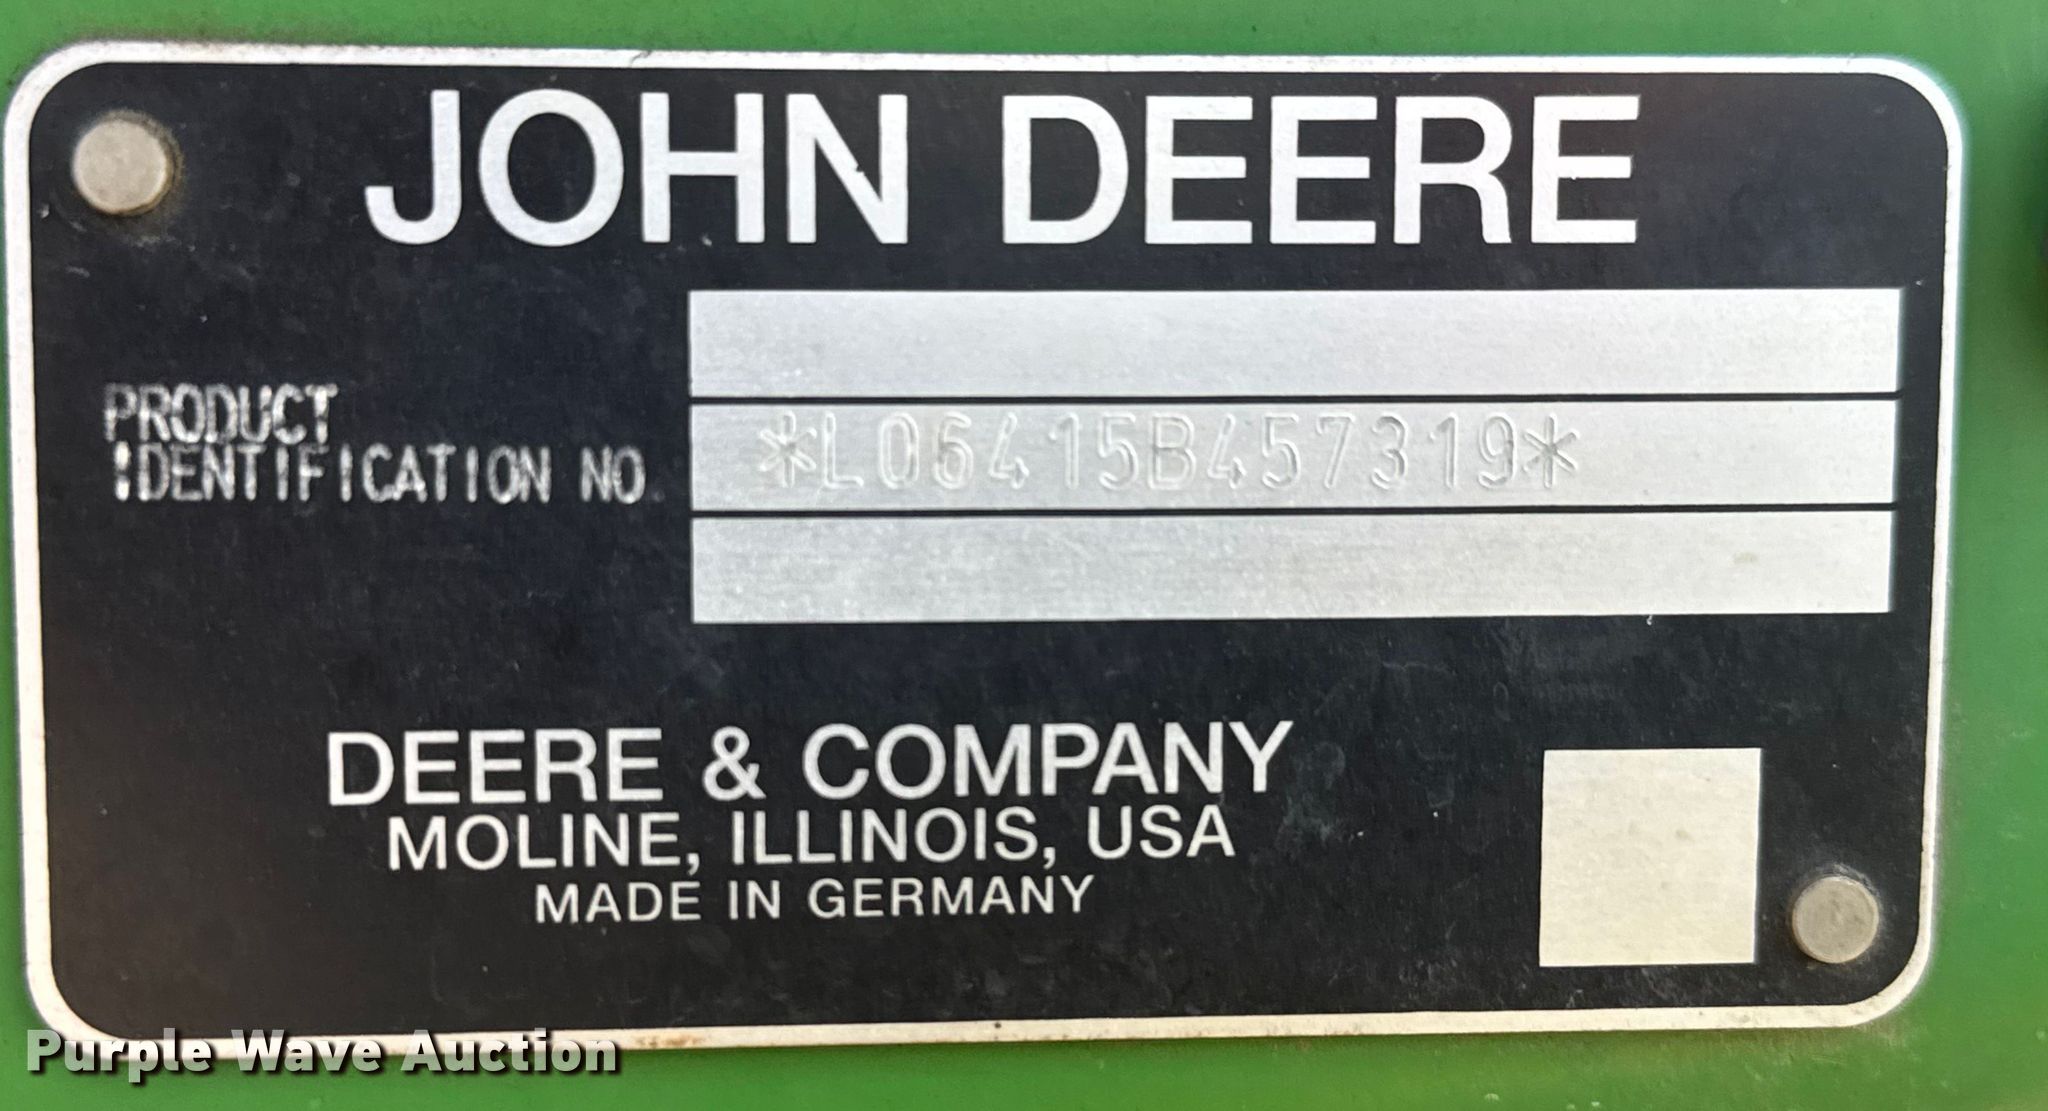 JOHN DEERE
PRODUCT
IDENTIFICATION NO.
*L06415B457319*
DEERE & COMPANY
MOLINE, ILLINOIS, USA
MADE IN GERMANY
Purple Wave Auction